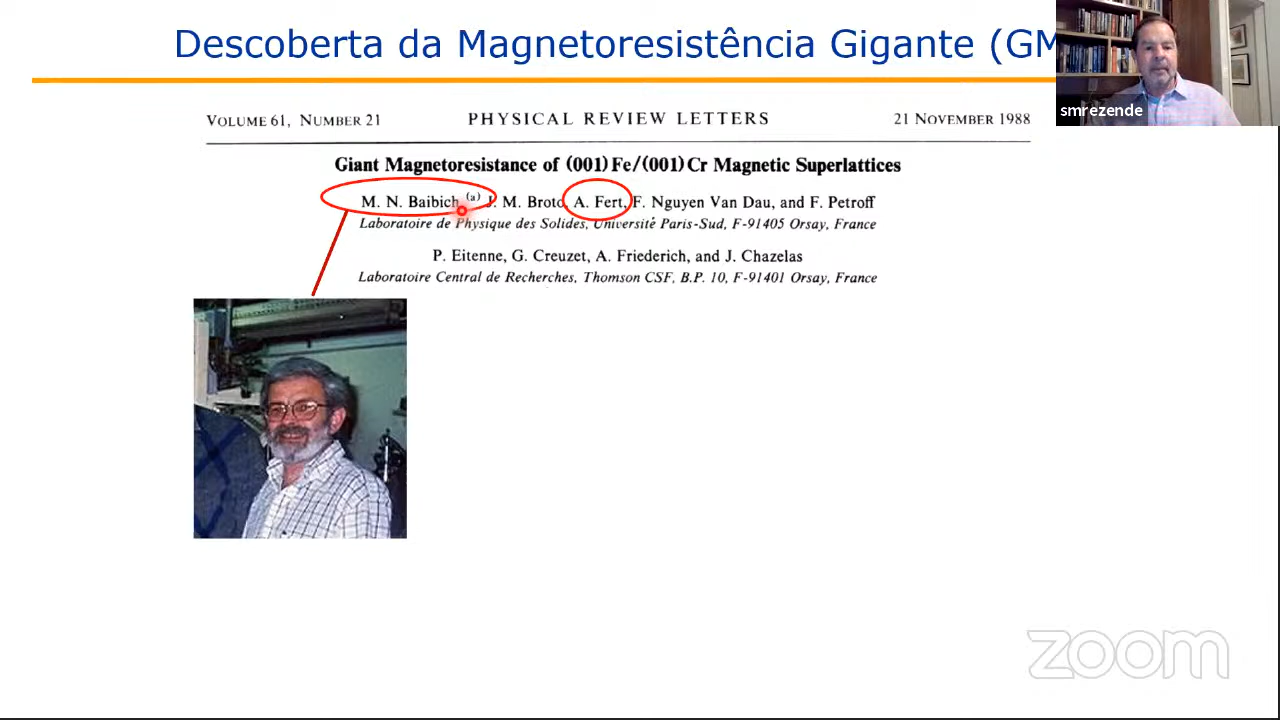 Descoberta da Magnetoresistência Gigante (GM
smrezende
VOLUME 61, NUMBER 21 PHYSICAL REVIEW LETTERS 21 NOVEMBER 1988
Giant Magnetoresistance of (001)Fe/(001)Cr Magnetic Superlattices
M. N. Baibich, (a) J. M. Broto, A. Fert, F. Nguyen Van Dau, and F. Petroff
Laboratoire de Physique des Solides, Université Paris-Sud, F-91405 Orsay, France
P. Eitenne, G. Creuzet, A. Friederich, and J. Chazelas
Laboratoire Central de Recherches, Thomson CSF, B.P. 10, F-91401 Orsay, France
zoom